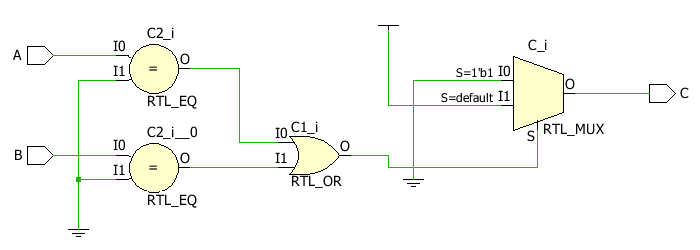 C2_i
A
I0
I1
=
O
RTL_EQ
C2_i__0
B
I0
I1
=
O
RTL_EQ
C1_i
I0
I1
O
RTL_OR
C_i
S=1'b1
I0
S=default
I1
S
O
RTL_MUX
C